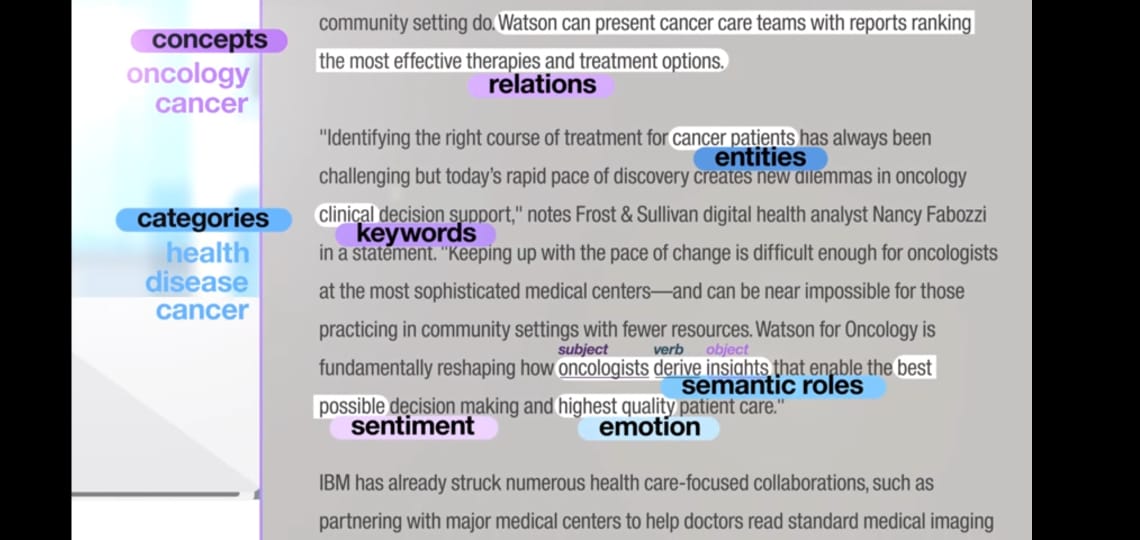 community setting do. Watson can present cancer care teams with reports ranking
concepts
the most effective therapies and treatment options.
oncology
relations
cancer
"Identifying the right course of treatment for cancer patients has always been
entities
challenging but today's rapid pace of discovery creates new dilemmas in oncology
categories
clinical decision support," notes Frost & Sullivan digital health analyst Nancy Fabozzi
keywords
health
in a statement. "Keeping up with the pace of change is difficult enough for oncologists
disease
at the most sophisticated medical centers—and can be near impossible for those
cancer
practicing in community settings with fewer resources. Watson for Oncology is
subject verb object
fundamentally reshaping how oncologists derive insights that enable the best
semantic roles
possible decision making and highest quality patient care."
sentiment emotion
IBM has already struck numerous health care-focused collaborations, such as
partnering with major medical centers to help doctors read standard medical imaging